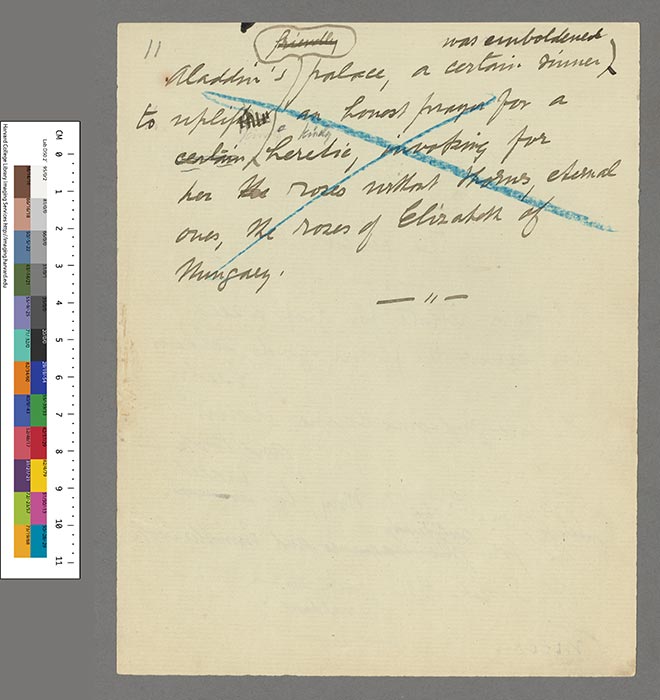 11
friendly
was emboldened
Aladdin's palace, a certain dinner,
to uplift an honest prayer for a
kindly
certain heretic, invoking for
her the roses without thorns, eternal
ones, the roses of Elizabeth of
Hungary.
— " —
Harvard College Library Imaging Services http://imaging.harvard.edu
CM 0 1 2 3 4 5 6 7 8 9 10 11